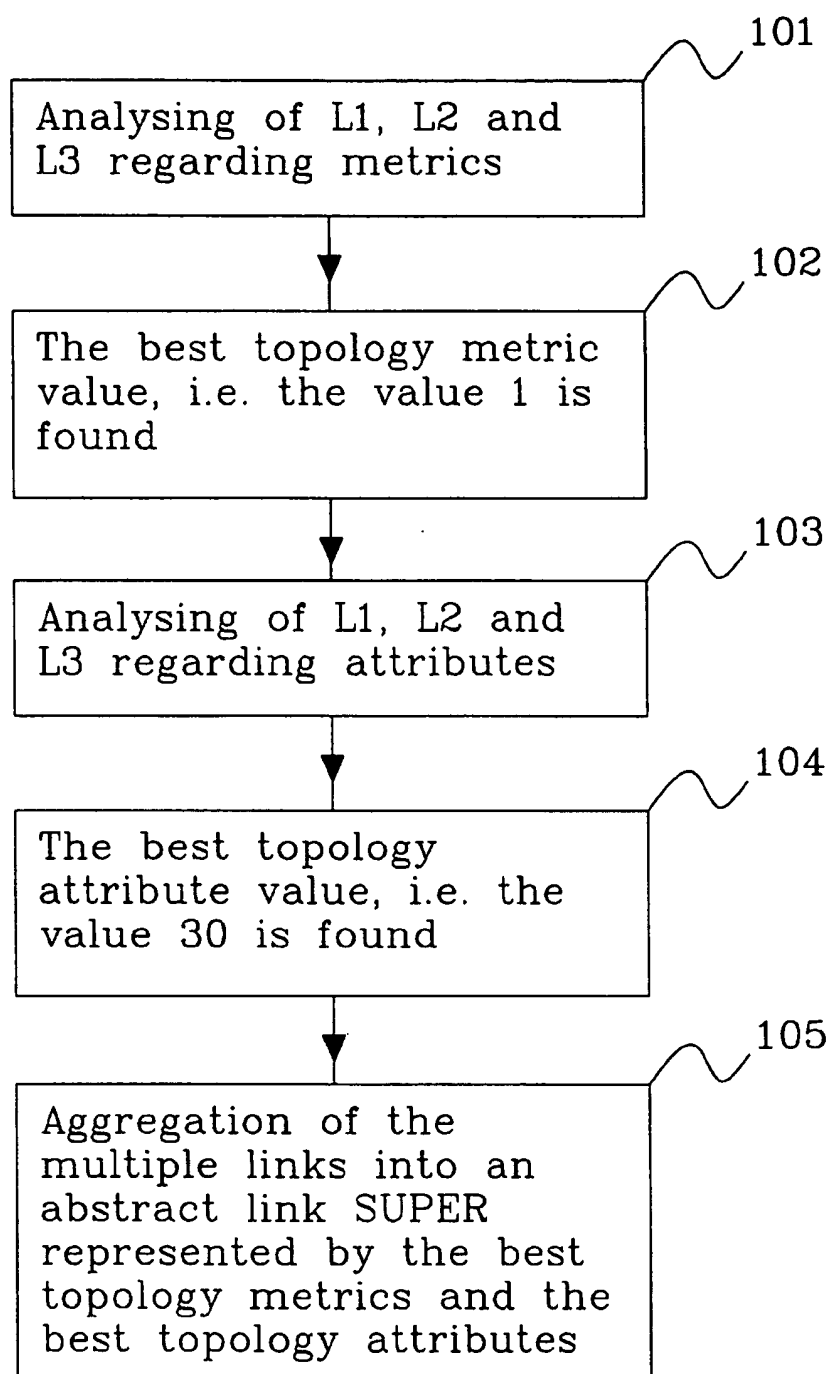 101
Analysing of L1, L2 and
L3 regarding metrics
102
The best topology metric
value, i.e. the value 1 is
found
103
Analysing of L1, L2 and
L3 regarding attributes
104
The best topology
attribute value, i.e. the
value 30 is found
105
Aggregation of the
multiple links into an
abstract link SUPER
represented by the best
topology metrics and the
best topology attributes